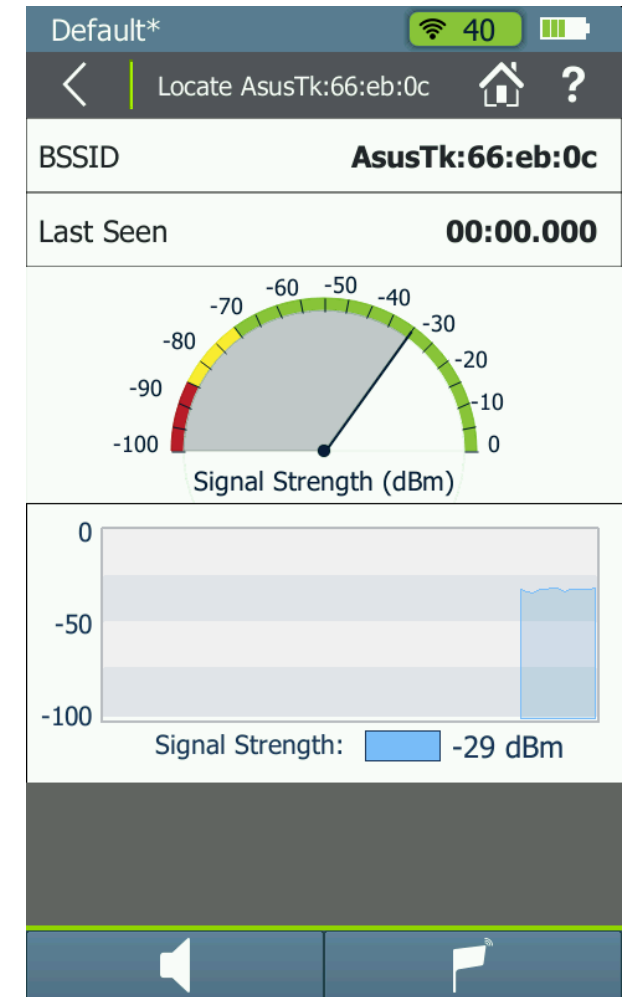 Default*
40
Locate AsusTk:66:eb:0c
?
BSSID AsusTk:66:eb:0c
Last Seen 00:00.000
-100
-90
-80
-70
-60
-50
-40
-30
-20
-10
0
Signal Strength (dBm)
0
-50
-100
Signal Strength: -29 dBm